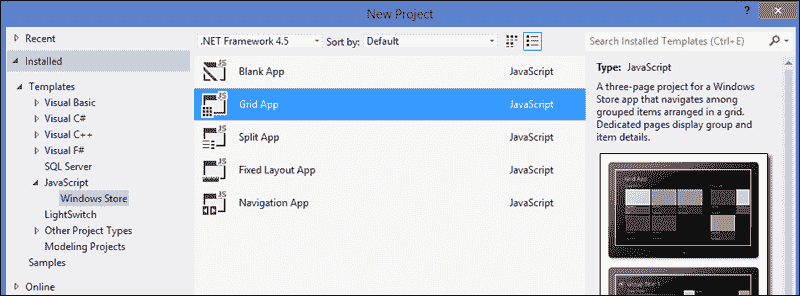 New Project
?
Recent
.NET Framework 4.5
Sort by: Default
Search Installed Templates (Ctrl+E)
Installed
Templates
Visual Basic
Visual C#
Visual C++
Visual F#
SQL Server
JavaScript
Windows Store
LightSwitch
Other Project Types
Modeling Projects
Samples
Online
JS
Blank App JavaScript
JS
Grid App JavaScript
JS
Split App JavaScript
JS
Fixed Layout App JavaScript
JS
Navigation App JavaScript
Type: JavaScript
A three-page project for a Windows
Store app that navigates among
grouped items arranged in a grid.
Dedicated pages display group and
item details.
Grid App